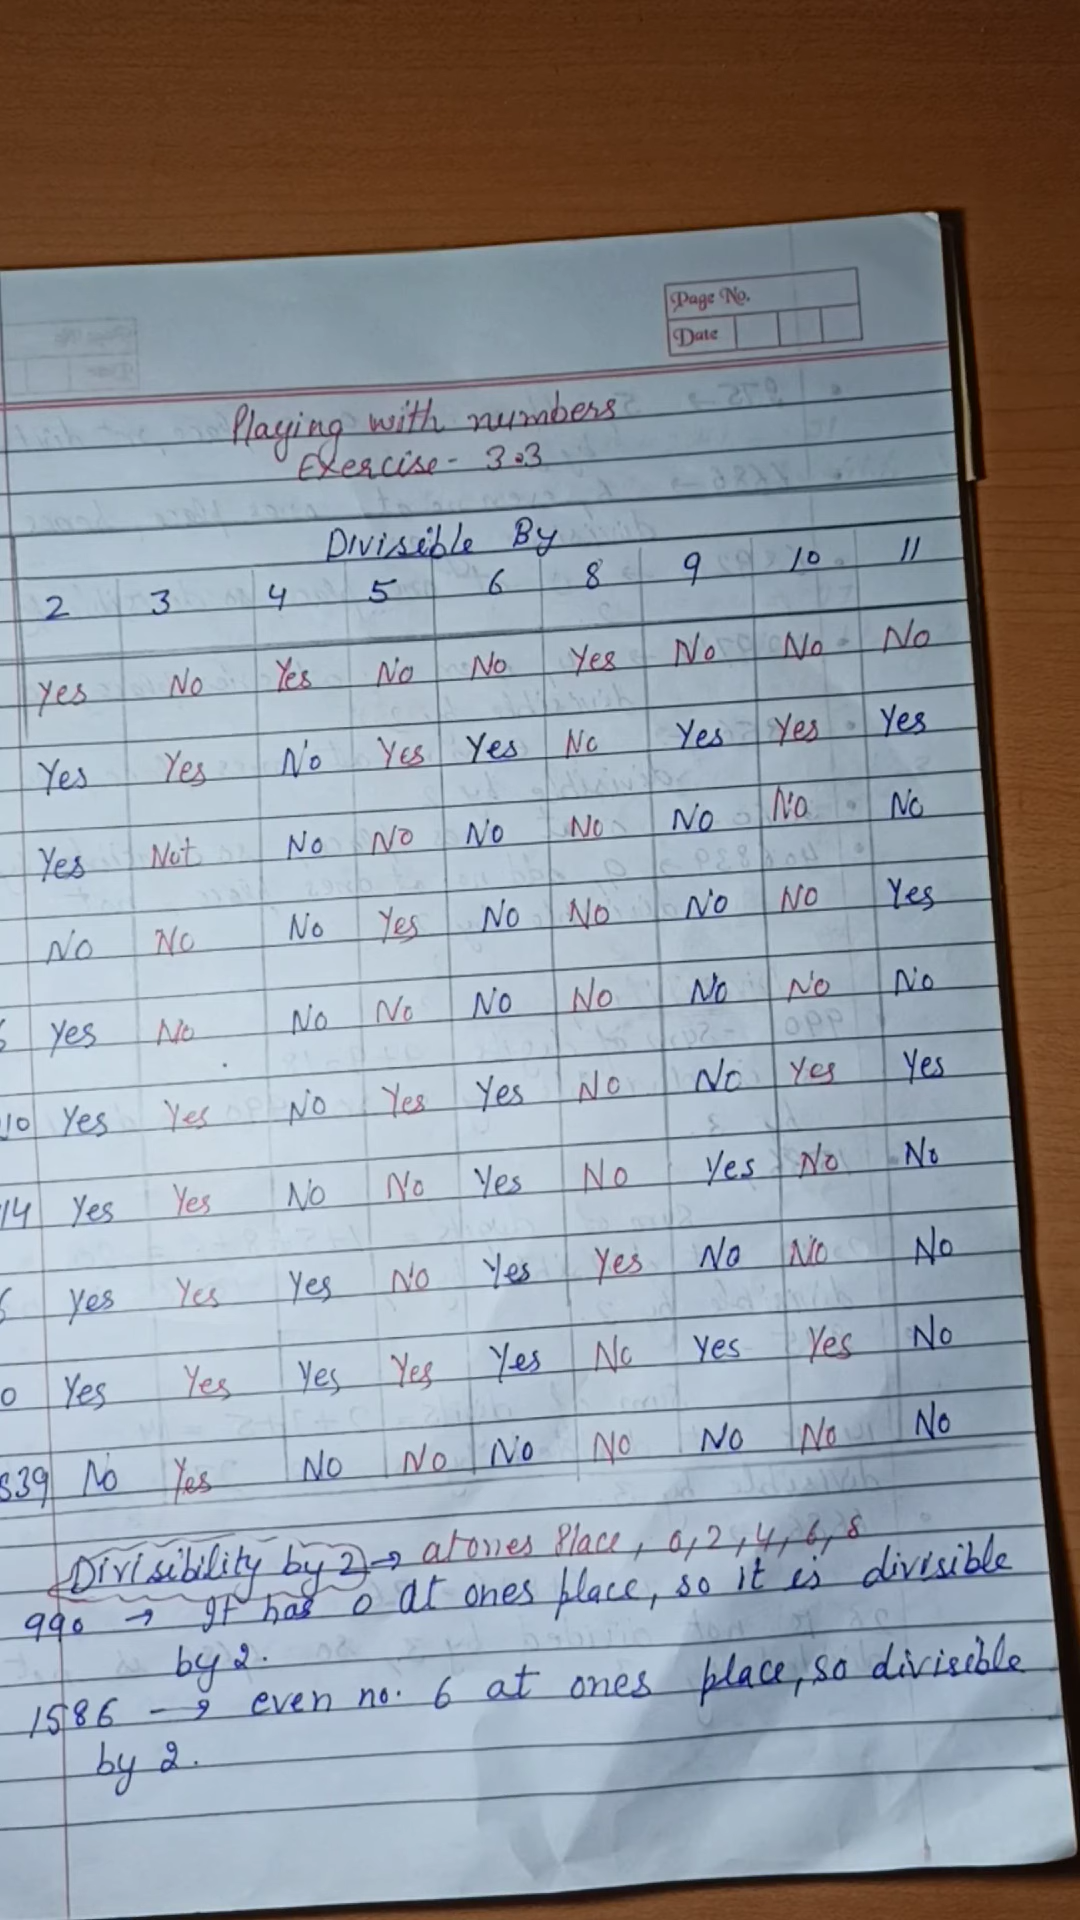 Page No.
Date
Playing with numbers
Exercise - 3.3
Divisible By
2 3 4 5 6 8 9 10 11
Yes No Yes No No Yes No No No
Yes Yes No Yes Yes No Yes Yes Yes
Yes Not No No No No No No No
No No No Yes No No No No Yes
Yes No No No No No No No No
10 Yes Yes No Yes Yes No No Yes Yes
14 Yes Yes No No Yes No Yes No No
Yes Yes Yes No Yes Yes No No No
0 Yes Yes Yes Yes Yes No Yes Yes No
839 No Yes No No No No No No No
Divisibility by 2 → at ones Place, 0,2,4,6,8
990 → It has 0 at ones place, so it is divisible
by 2.
1586 → even no. 6 at ones place, so divisible
by 2.